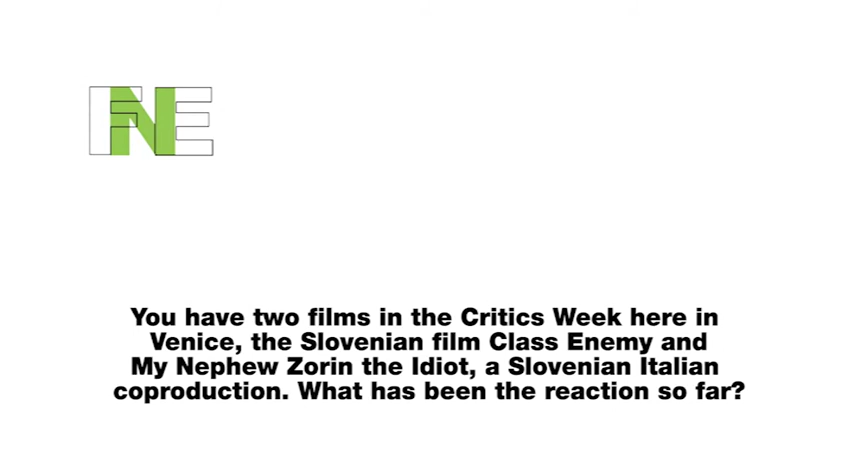 FNE
You have two films in the Critics Week here in
Venice, the Slovenian film Class Enemy and
My Nephew Zorin the Idiot, a Slovenian Italian
coproduction. What has been the reaction so far?